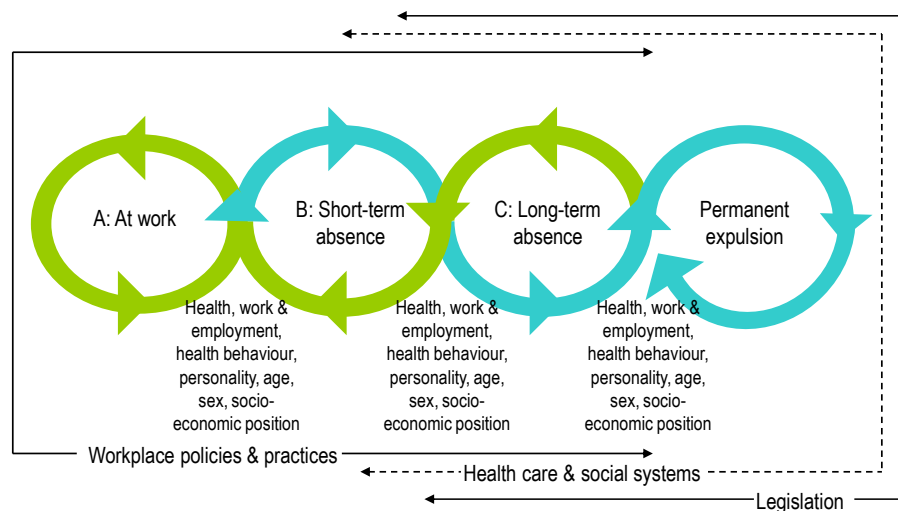 A: At work
B: Short-term
absence
C: Long-term
absence
Permanent
expulsion
Health, work &
employment,
health behaviour,
personality, age,
sex, socio-
economic position
Health, work &
employment,
health behaviour,
personality, age,
sex, socio-
economic position
Health, work &
employment,
health behaviour,
personality, age,
sex, socio-
economic position
Workplace policies & practices
Health care & social systems
Legislation